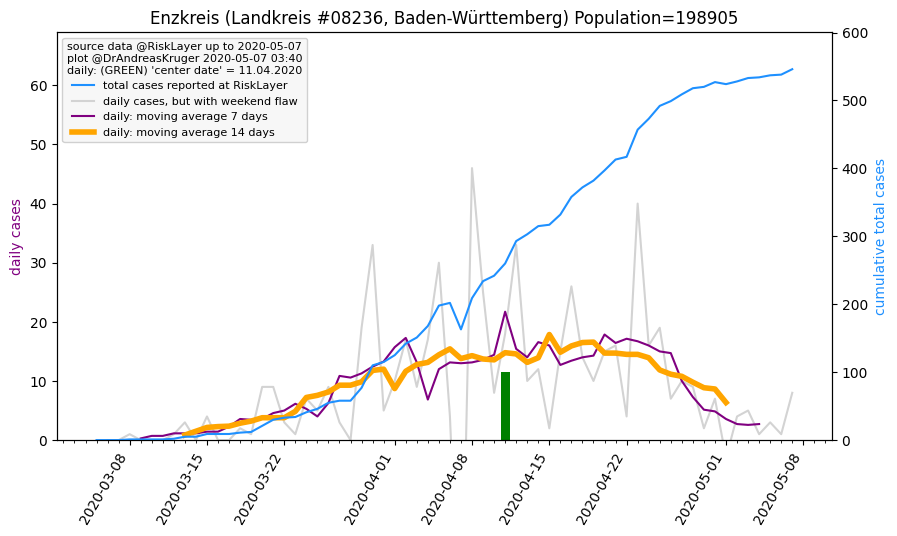 Enzkreis (Landkreis #08236, Baden-Württemberg) Population=198905
source data @RiskLayer up to 2020-05-07
plot @DrAndreasKruger 2020-05-07 03:40
daily: (GREEN) 'center date' = 11.04.2020
total cases reported at RiskLayer
daily cases, but with weekend flaw
daily: moving average 7 days
daily: moving average 14 days
daily cases
60
50
40
30
20
10
0
600
500
400
300
200
100
0
cumulative total cases
2020-03-08
2020-03-15
2020-03-22
2020-04-01
2020-04-08
2020-04-15
2020-04-22
2020-05-01
2020-05-08